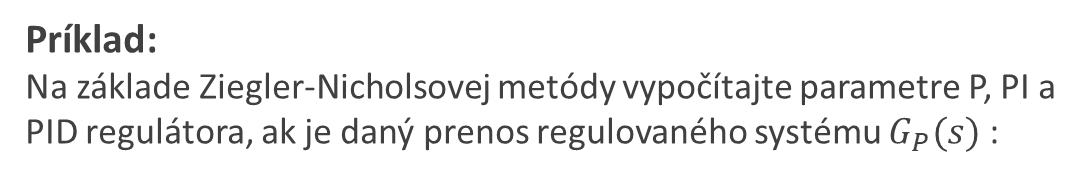 Príklad:
Na základe Ziegler-Nicholsovej metódy vypočítajte parametre P, PI a
PID regulátora, ak je daný prenos regulovaného systému G_P(s) :